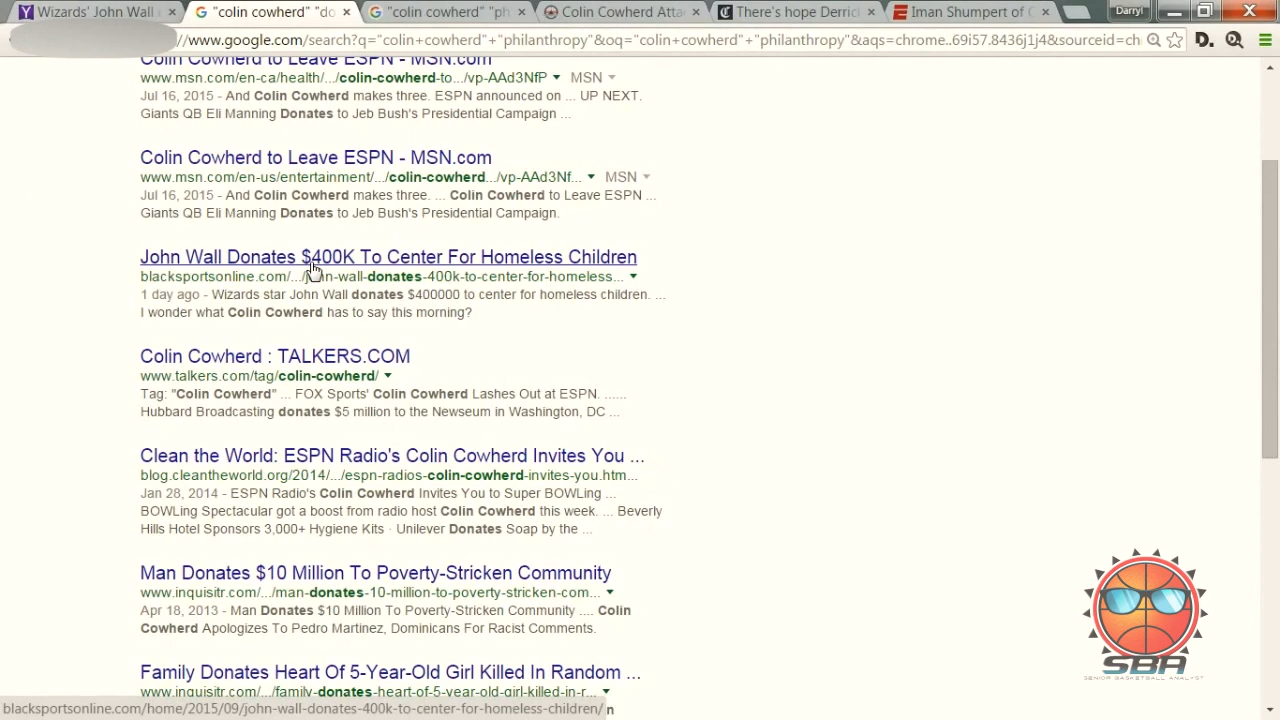 Wizards' John Wall
"colin cowherd" "do
"colin cowherd" "ph
Colin Cowherd Atta
There's hope Derric
Iman Shumpert of C
Darryl
//www.google.com/search?q="colin+cowherd"+"philanthropy"&oq="colin+cowherd"+"philanthropy"&aqs=chrome..69i57.8436j1j4&sourceid=ch
Colin Cowherd to Leave ESPN - MSN.com
www.msn.com/en-ca/health/.../colin-cowherd-to.../vp-AAd3NfP MSN
Jul 16, 2015 - And Colin Cowherd makes three. ESPN announced on ... UP NEXT.
Giants QB Eli Manning Donates to Jeb Bush's Presidential Campaign ...
Colin Cowherd to Leave ESPN - MSN.com
www.msn.com/en-us/entertainment/.../colin-cowherd.../vp-AAd3Nf... MSN
Jul 16, 2015 - And Colin Cowherd makes three. ... Colin Cowherd to Leave ESPN ...
Giants QB Eli Manning Donates to Jeb Bush's Presidential Campaign.
John Wall Donates $400K To Center For Homeless Children
blacksportsonline.com/.../john-wall-donates-400k-to-center-for-homeless...
1 day ago - Wizards star John Wall donates $400000 to center for homeless children. ...
I wonder what Colin Cowherd has to say this morning?
Colin Cowherd : TALKERS.COM
www.talkers.com/tag/colin-cowherd/
Tag: "Colin Cowherd" ... FOX Sports' Colin Cowherd Lashes Out at ESPN. ......
Hubbard Broadcasting donates $5 million to the Newseum in Washington, DC ...
Clean the World: ESPN Radio's Colin Cowherd Invites You ...
blog.cleantheworld.org/2014/.../espn-radios-colin-cowherd-invites-you.htm...
Jan 28, 2014 - ESPN Radio's Colin Cowherd Invites You to Super BOWLing ...
BOWLing Spectacular got a boost from radio host Colin Cowherd this week. ... Beverly
Hills Hotel Sponsors 3,000+ Hygiene Kits · Unilever Donates Soap by the ...
Man Donates $10 Million To Poverty-Stricken Community
www.inquisitr.com/.../man-donates-10-million-to-poverty-stricken-com...
Apr 18, 2013 - Man Donates $10 Million To Poverty-Stricken Community .... Colin
Cowherd Apologizes To Pedro Martinez, Dominicans For Racist Comments.
Family Donates Heart Of 5-Year-Old Girl Killed In Random ...
www.inquisitr.com/.../family-donates-heart-of-5-year-old-girl-killed-in-r...
blacksportsonline.com/home/2015/09/john-wall-donates-400k-to-center-for-homeless-children/
SBA
SENIOR BASKETBALL ANALYST